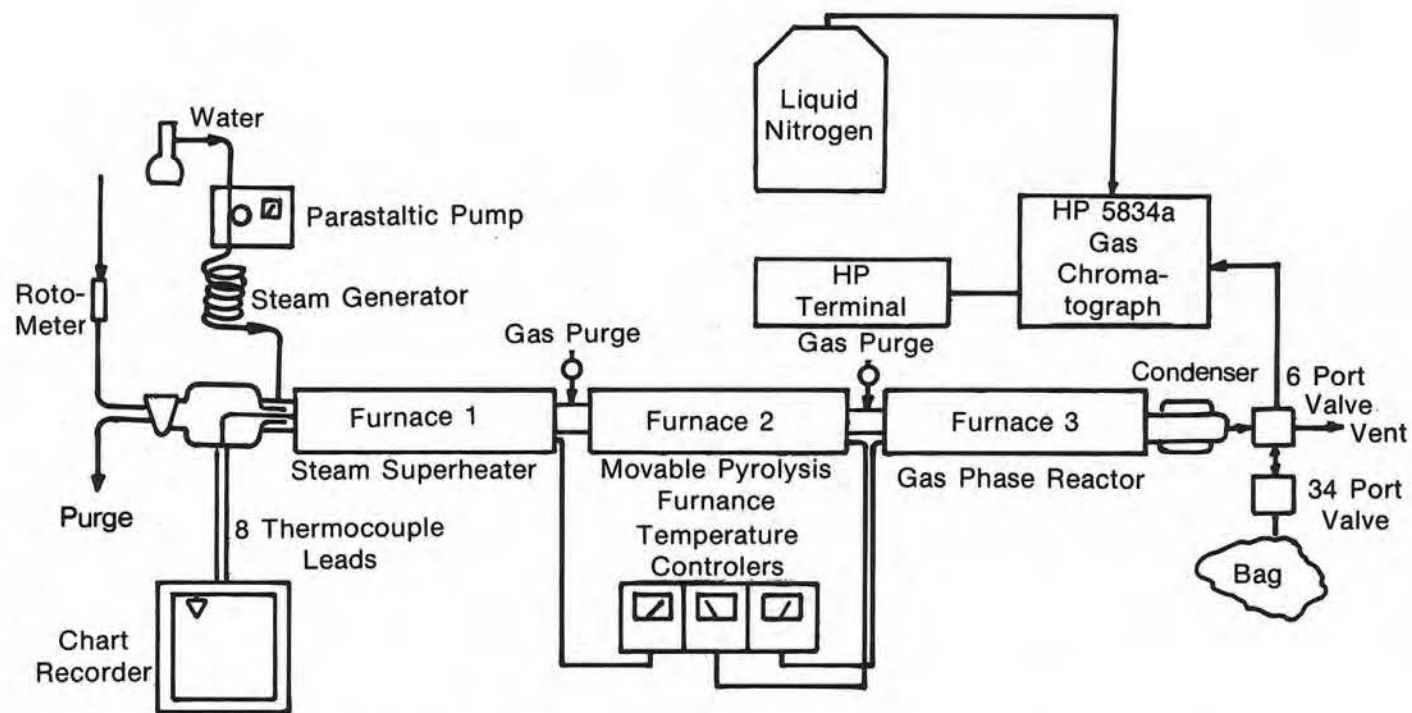 Liquid
Nitrogen
Water
Parastaltic Pump
HP 5834a
Gas
Chroma-
tograph
HP
Terminal
Roto-
Meter
Steam Generator
Gas Purge
Gas Purge
Condenser
6 Port
Valve
Vent
Furnace 1
Furnace 2
Furnace 3
Steam Superheater
Movable Pyrolysis
Furnance
Gas Phase Reactor
34 Port
Valve
Purge
8 Thermocouple
Leads
Temperature
Controlers
Bag
Chart
Recorder